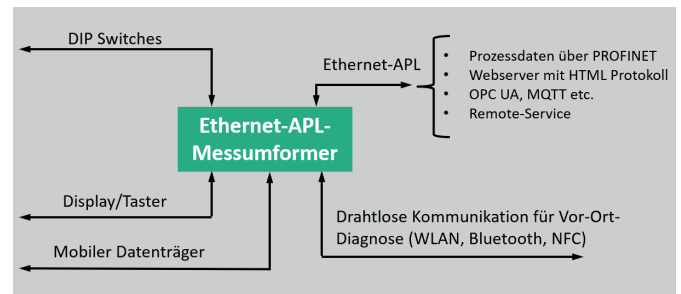 DIP Switches
Ethernet-APL
• Prozessdaten über PROFINET
• Webserver mit HTML Protokoll
• OPC UA, MQTT etc.
• Remote-Service
Ethernet-APL-
Messumformer
Display/Taster
Mobiler Datenträger
Drahtlose Kommunikation für Vor-Ort-
Diagnose (WLAN, Bluetooth, NFC)